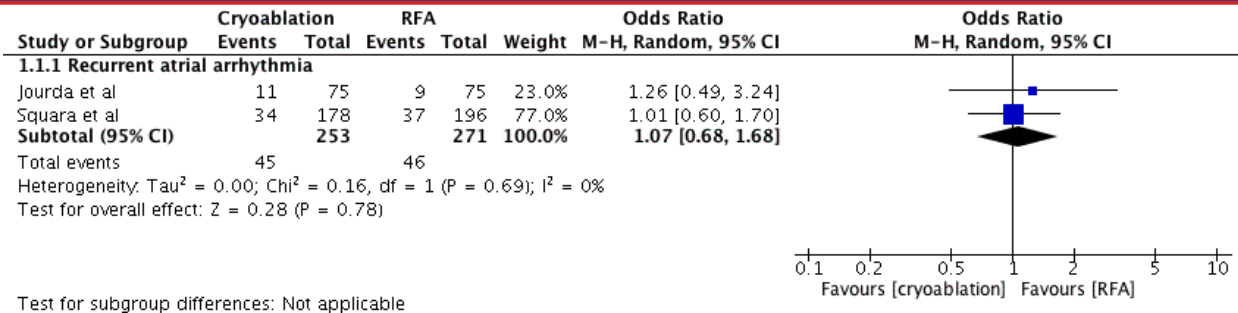 Cryoablation RFA Odds Ratio Odds Ratio
Study or Subgroup Events Total Events Total Weight M-H, Random, 95% CI M-H, Random, 95% CI
1.1.1 Recurrent atrial arrhythmia
Jourda et al 11 75 9 75 23.0% 1.26 [0.49, 3.24]
Squara et al 34 178 37 196 77.0% 1.01 [0.60, 1.70]
Subtotal (95% CI) 253 271 100.0% 1.07 [0.68, 1.68]
Total events 45 46
Heterogeneity: Tau² = 0.00; Chi² = 0.16, df = 1 (P = 0.69); I² = 0%
Test for overall effect: Z = 0.28 (P = 0.78)
0.1 0.2 0.5 1 2 5 10
Favours [cryoablation] Favours [RFA]
Test for subgroup differences: Not applicable